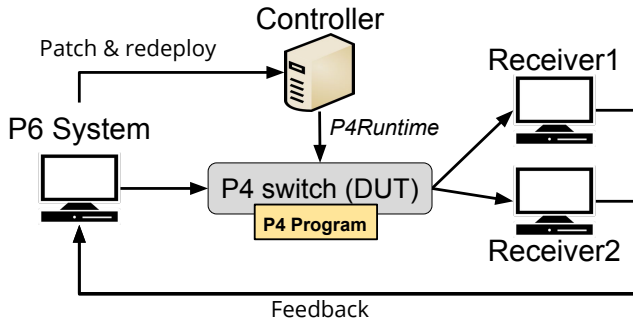 Controller
Patch & redeploy
Receiver1
P6 System
P4Runtime
P4 switch (DUT)
P4 Program
Receiver2
Feedback